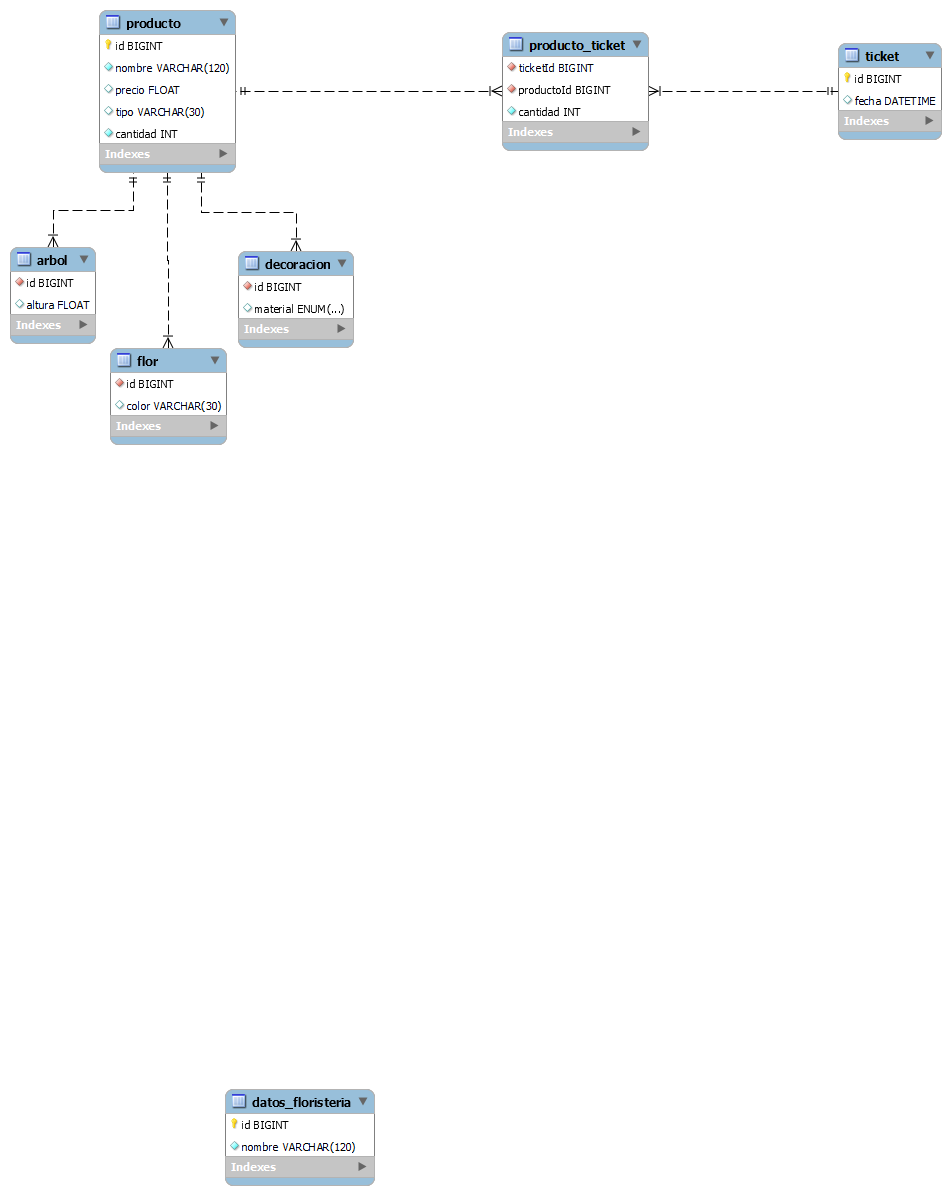 producto
id BIGINT
nombre VARCHAR(120)
precio FLOAT
tipo VARCHAR(30)
cantidad INT
Indexes
producto_ticket
ticketId BIGINT
productoId BIGINT
cantidad INT
Indexes
ticket
id BIGINT
fecha DATETIME
Indexes
arbol
id BIGINT
altura FLOAT
Indexes
flor
id BIGINT
color VARCHAR(30)
Indexes
decoracion
id BIGINT
material ENUM(...)
Indexes
datos_floristeria
id BIGINT
nombre VARCHAR(120)
Indexes